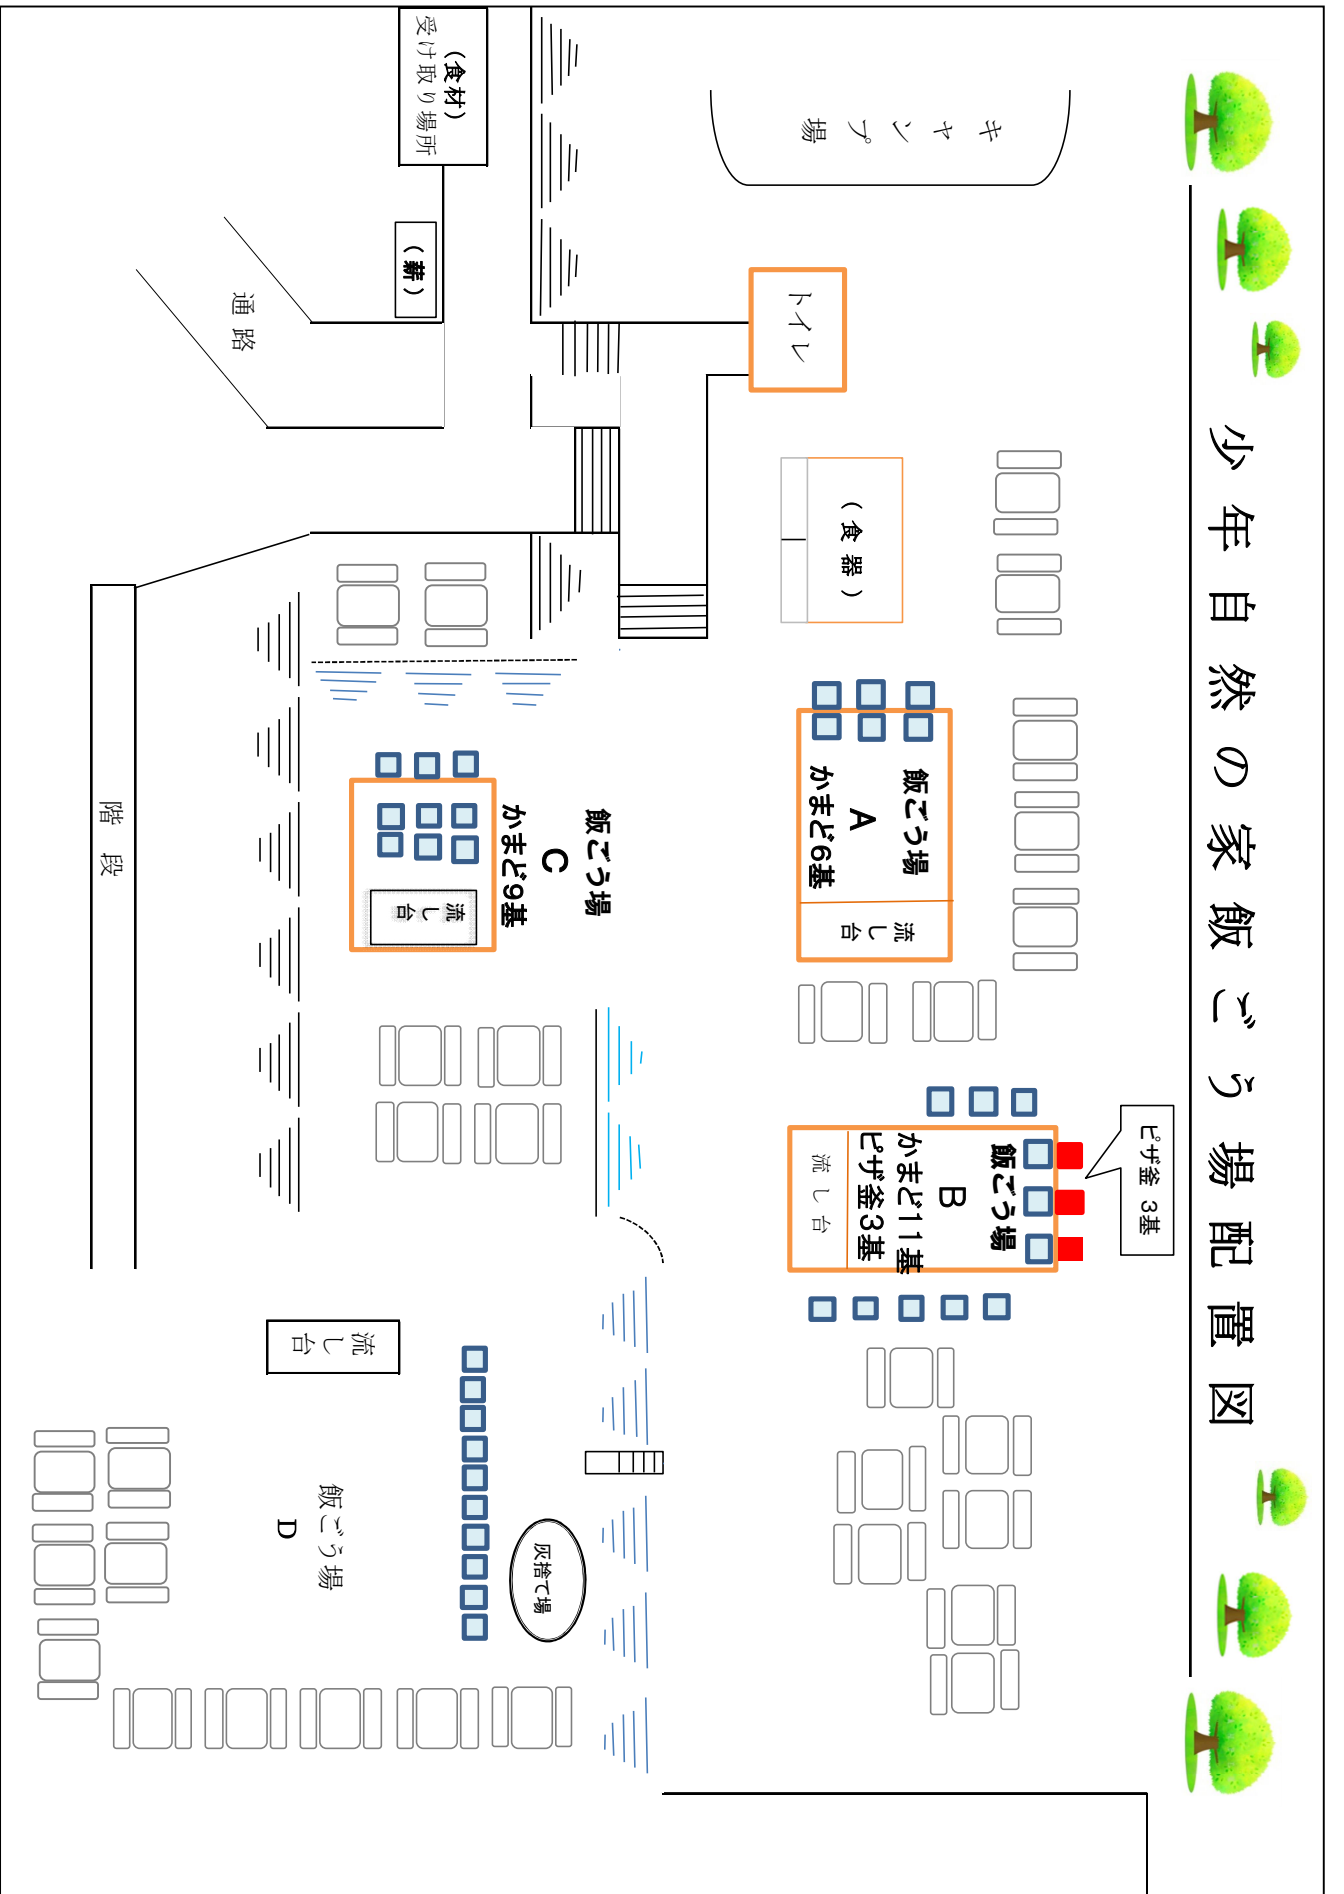 少年自然の家飯ごう場配置図
キャンプ
場
トイレ
(食器)
飯ごう場
A
かまど6基
流し台
ピザ釜 3基
飯ごう場
B
かまど11基
ピザ釜3基
流し台
(食材)
受け取り場所
(薪)
通路
飯ごう場
C
かまど9基
流し台
階段
流し台
灰捨て場
飯ごう場
D